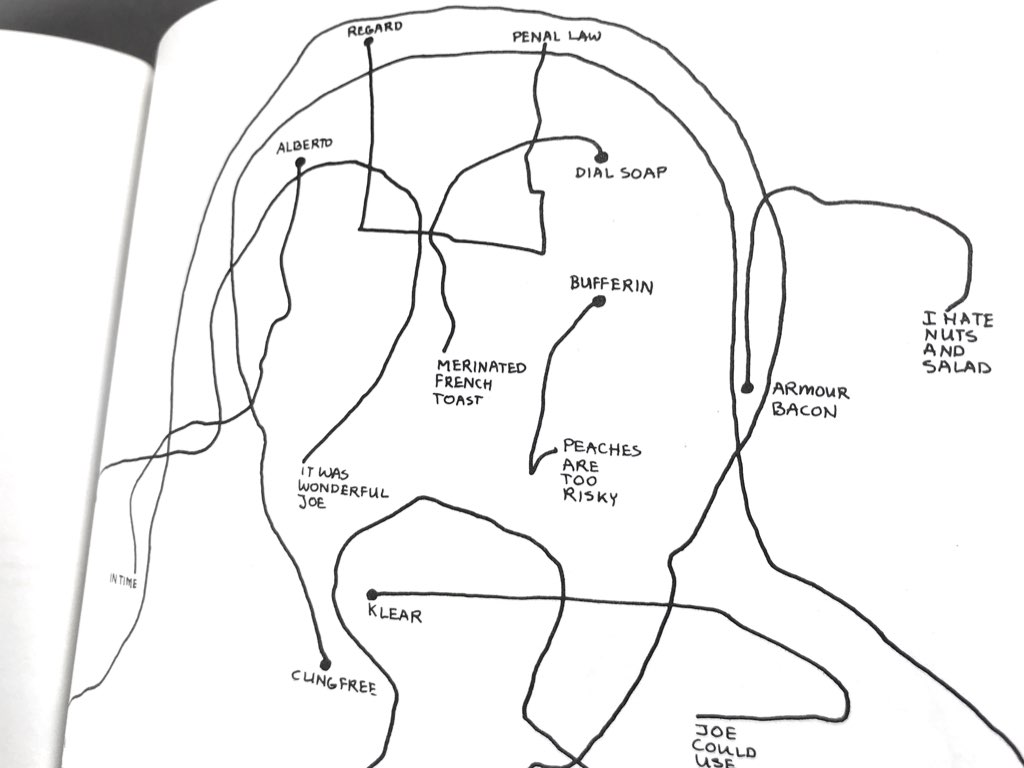 REGARD
PENAL LAW
ALBERTO
DIAL SOAP
BUFFERIN
I HATE
NUTS
AND
SALAD
MERINATED
FRENCH
TOAST
ARMOUR
BACON
PEACHES
ARE
TOO
RISKY
IT WAS
WONDERFUL
JOE
IN TIME
KLEAR
CLINGFREE
JOE
COULD
USE